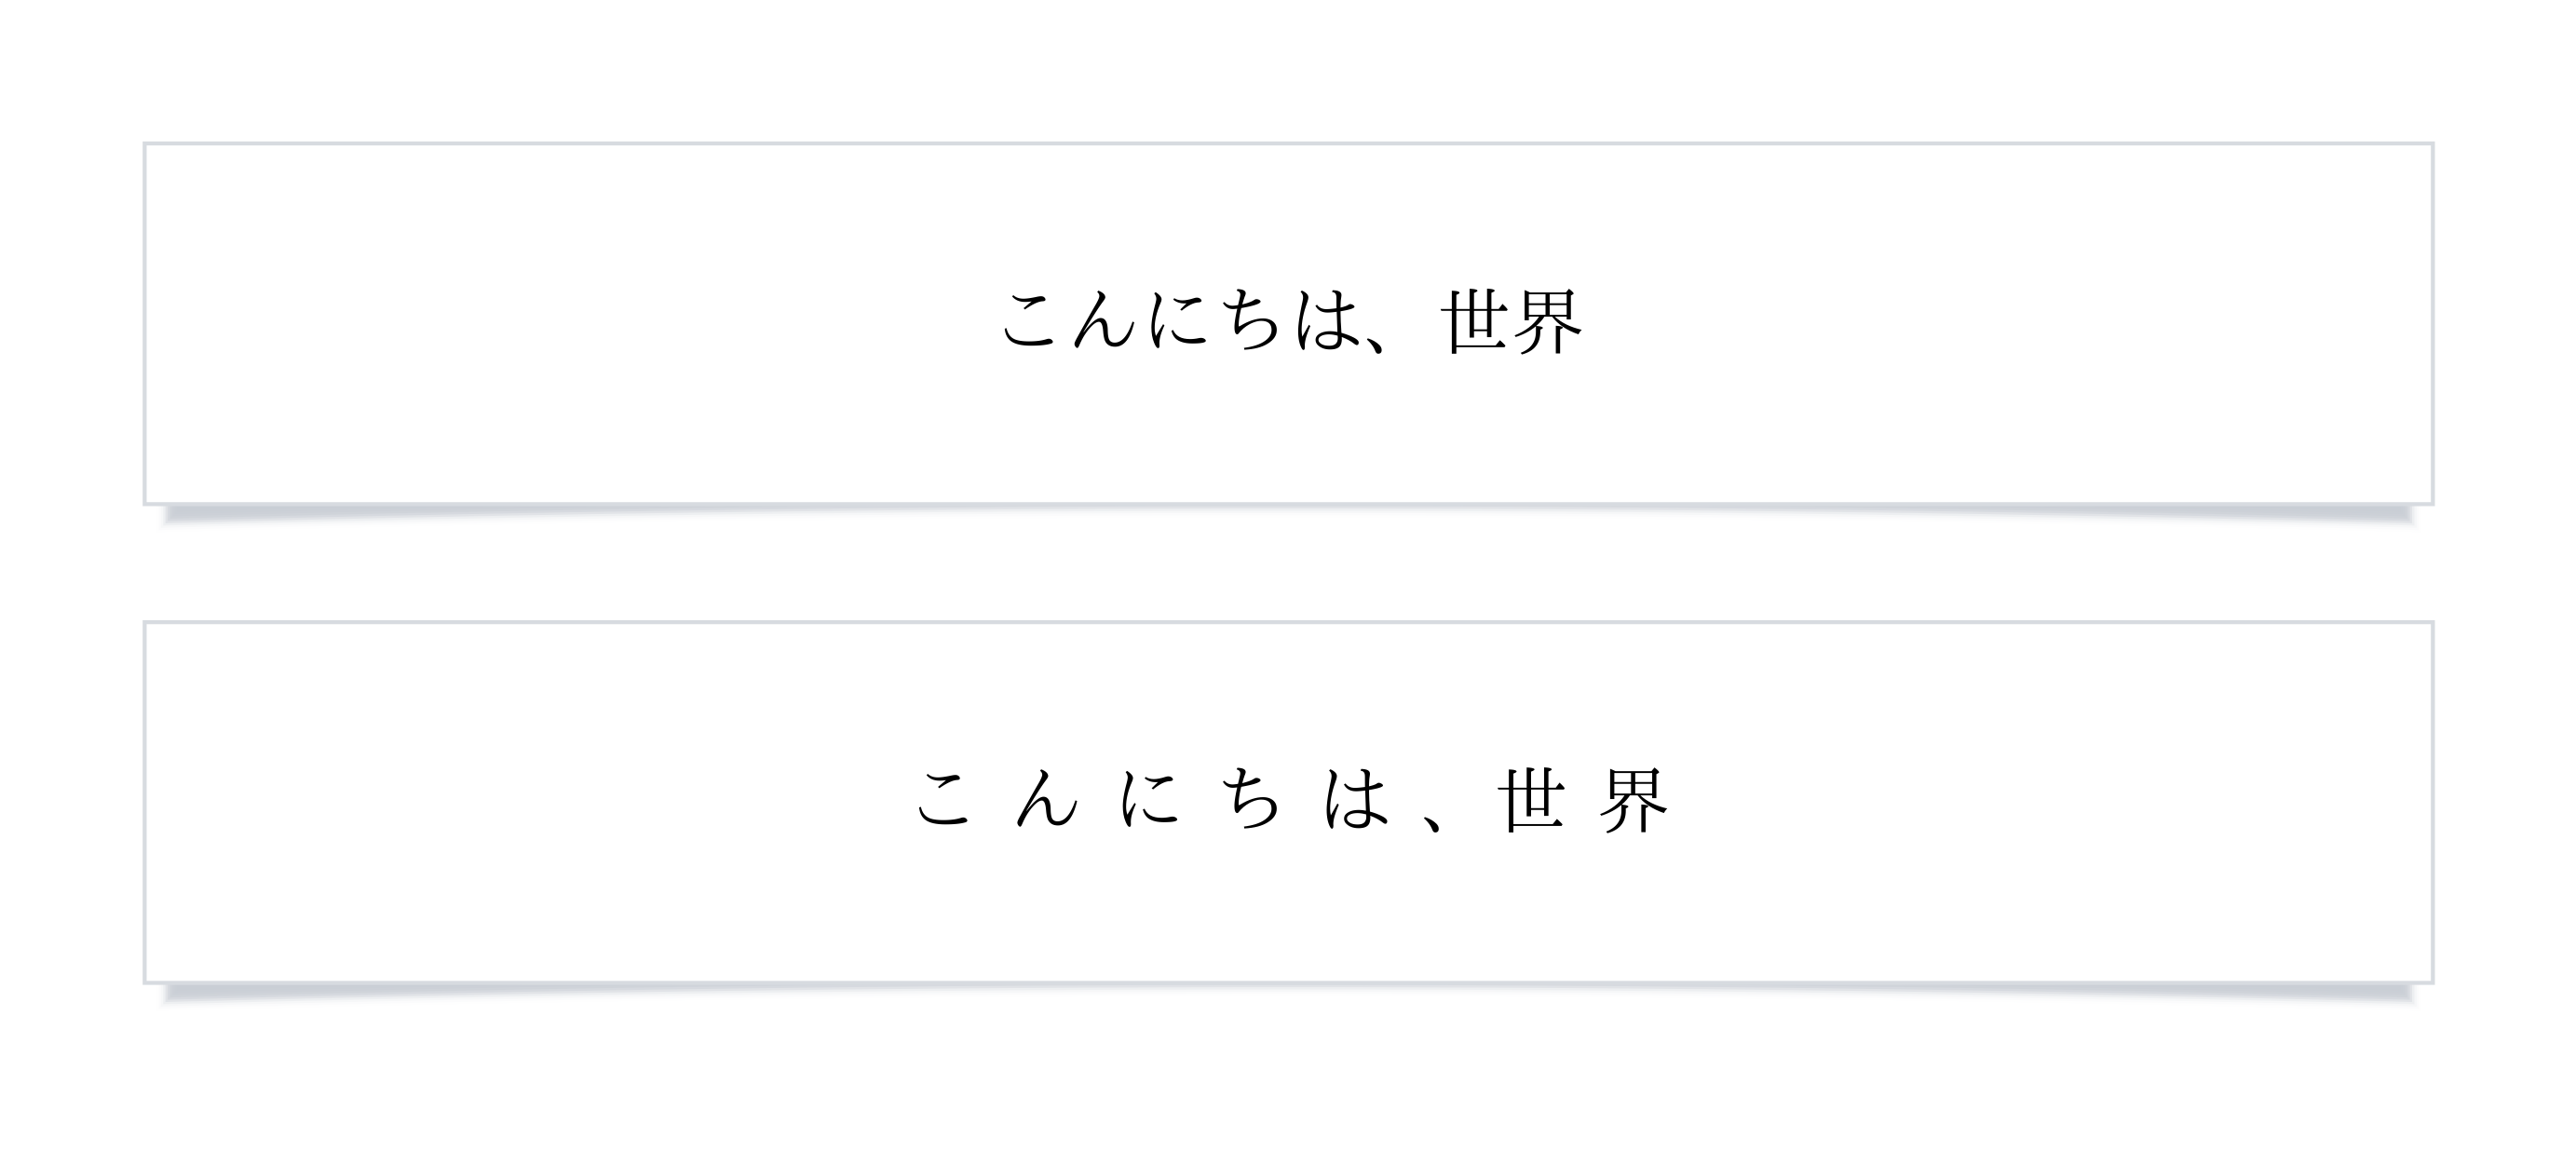 こんにちは、世界
こ ん に ち は 、世 界